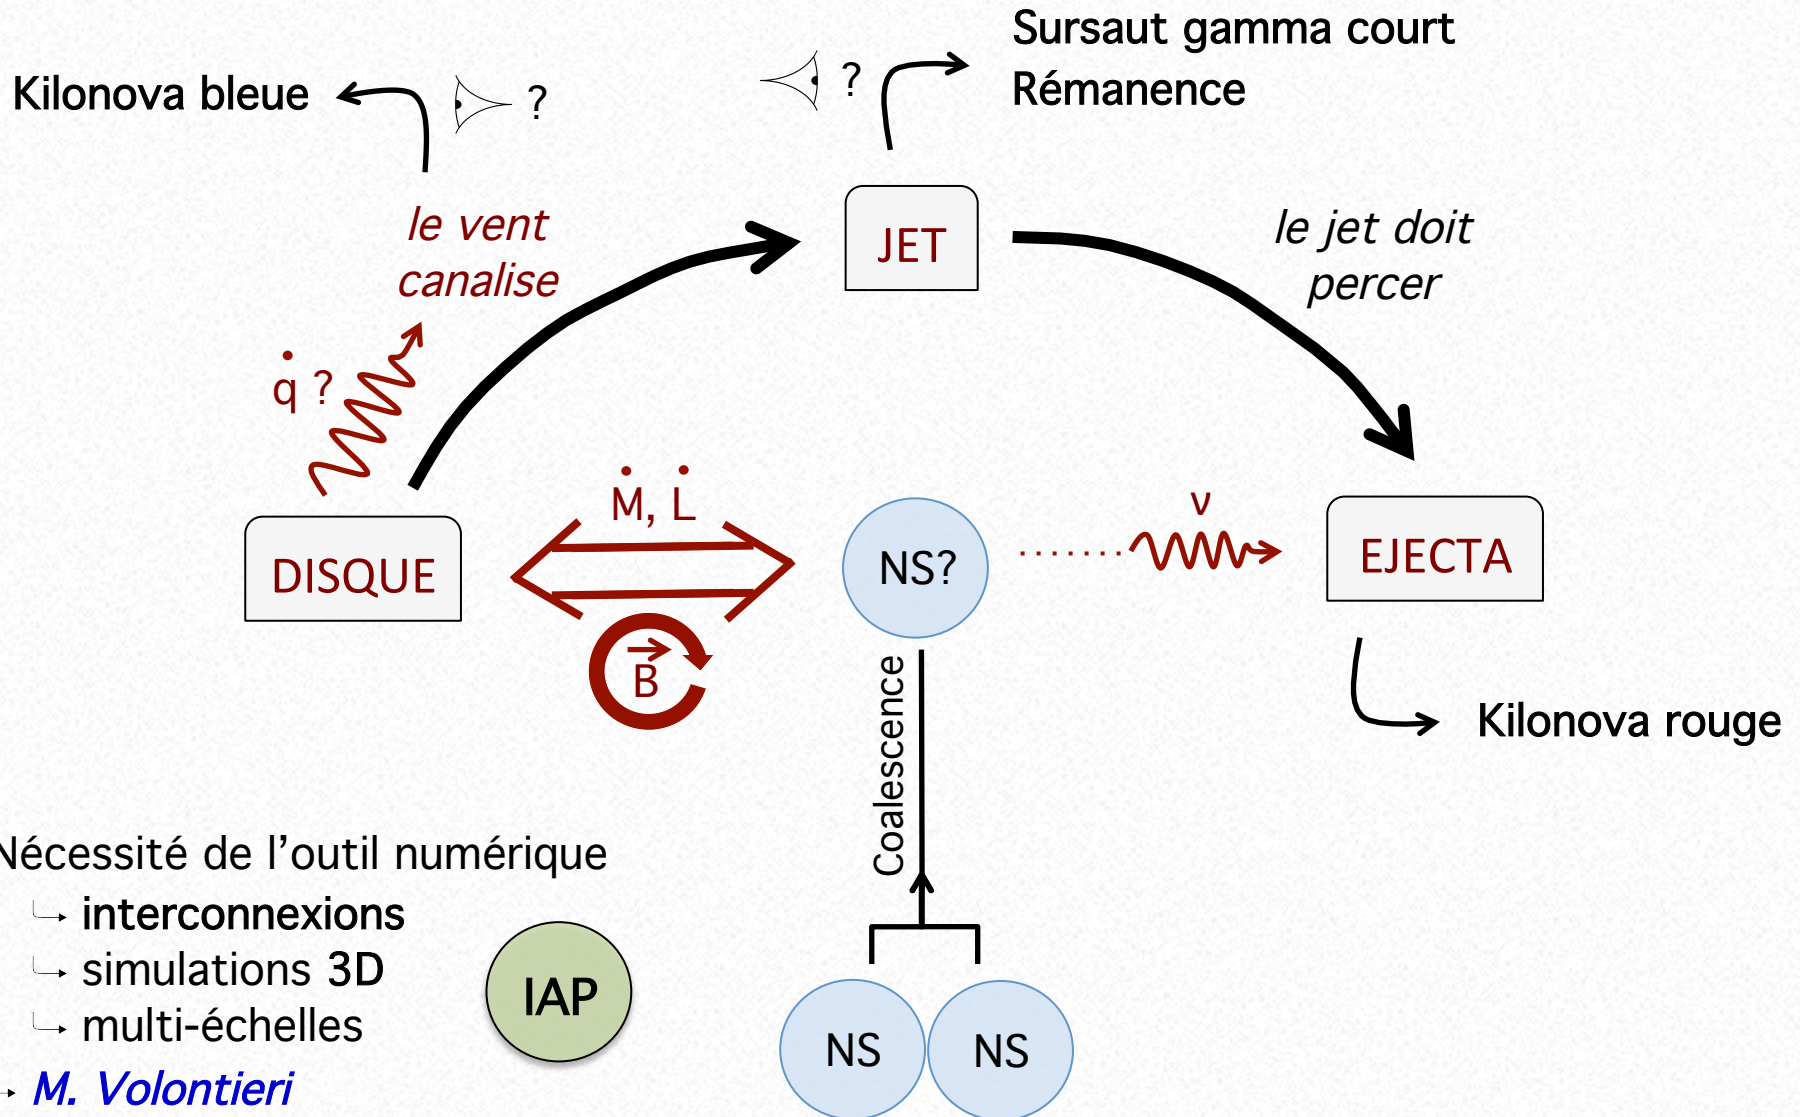 Sursaut gamma court
Rémanence
Kilonova bleue
?
?
le vent
canalise
JET
le jet doit
percer
q̇ ?
Ṁ, L̇
ν
DISQUE
NS?
EJECTA
B⃗
Coalescence
Kilonova rouge
Nécessité de l’outil numérique
interconnexions
simulations 3D
multi-échelles
M. Volontieri
IAP
NS
NS